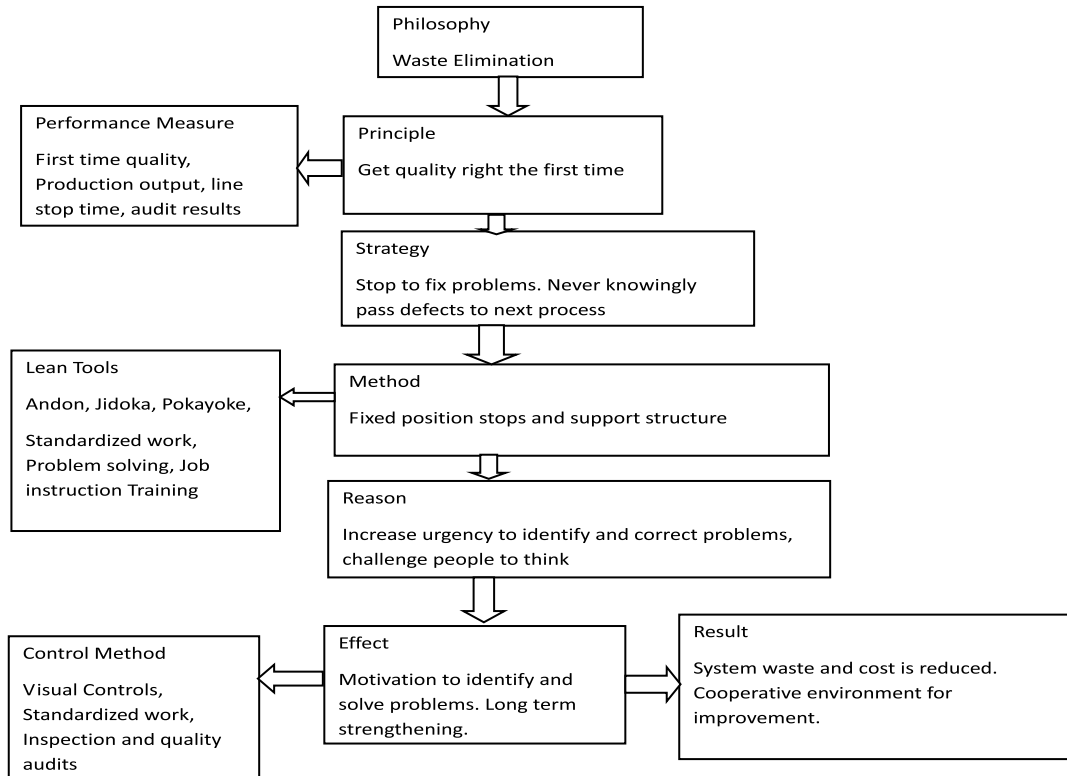 Philosophy
Waste Elimination
Performance Measure
First time quality,
Production output, line
stop time, audit results
Principle
Get quality right the first time
Strategy
Stop to fix problems. Never knowingly
pass defects to next process
Lean Tools
Andon, Jidoka, Pokayoke,
Standardized work,
Problem solving, Job
instruction Training
Method
Fixed position stops and support structure
Reason
Increase urgency to identify and correct problems,
challenge people to think
Control Method
Visual Controls,
Standardized work,
Inspection and quality
audits
Effect
Motivation to identify and
solve problems. Long term
strengthening.
Result
System waste and cost is reduced.
Cooperative environment for
improvement.